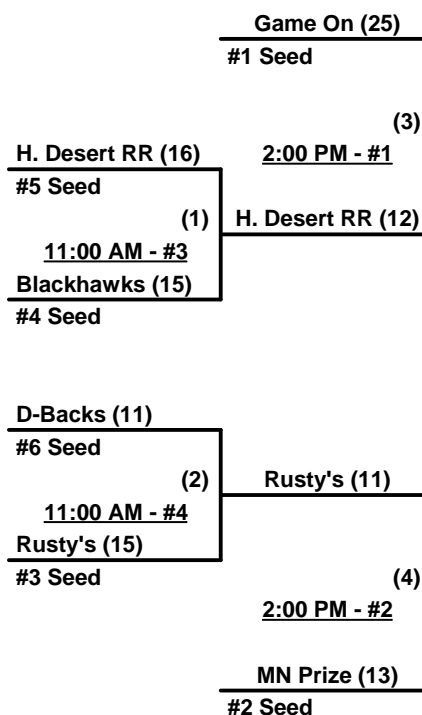 Game On (25)
#1 Seed
(3)
H. Desert RR (16)
2:00 PM - #1
#5 Seed
(1)
H. Desert RR (12)
11:00 AM - #3
Blackhawks (15)
#4 Seed
D-Backs (11)
#6 Seed
(2)
Rusty's (11)
11:00 AM - #4
Rusty's (15)
#3 Seed
(4)
2:00 PM - #2
MN Prize (13)
#2 Seed